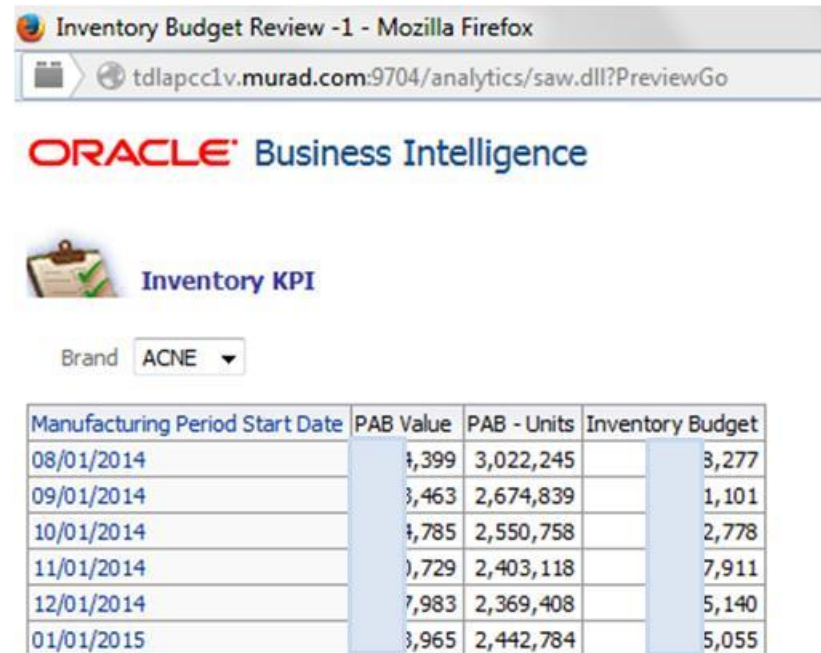 Inventory Budget Review -1 - Mozilla Firefox
tdlapcc1v.murad.com:9704/analytics/saw.dll?PreviewGo
ORACLE Business Intelligence
Inventory KPI
Brand ACNE
Manufacturing Period Start Date PAB Value PAB - Units Inventory Budget
08/01/2014 4,399 3,022,245 8,277
09/01/2014 3,463 2,674,839 1,101
10/01/2014 4,785 2,550,758 2,778
11/01/2014 ,729 2,403,118 7,911
12/01/2014 7,983 2,369,408 5,140
01/01/2015 3,965 2,442,784 5,055